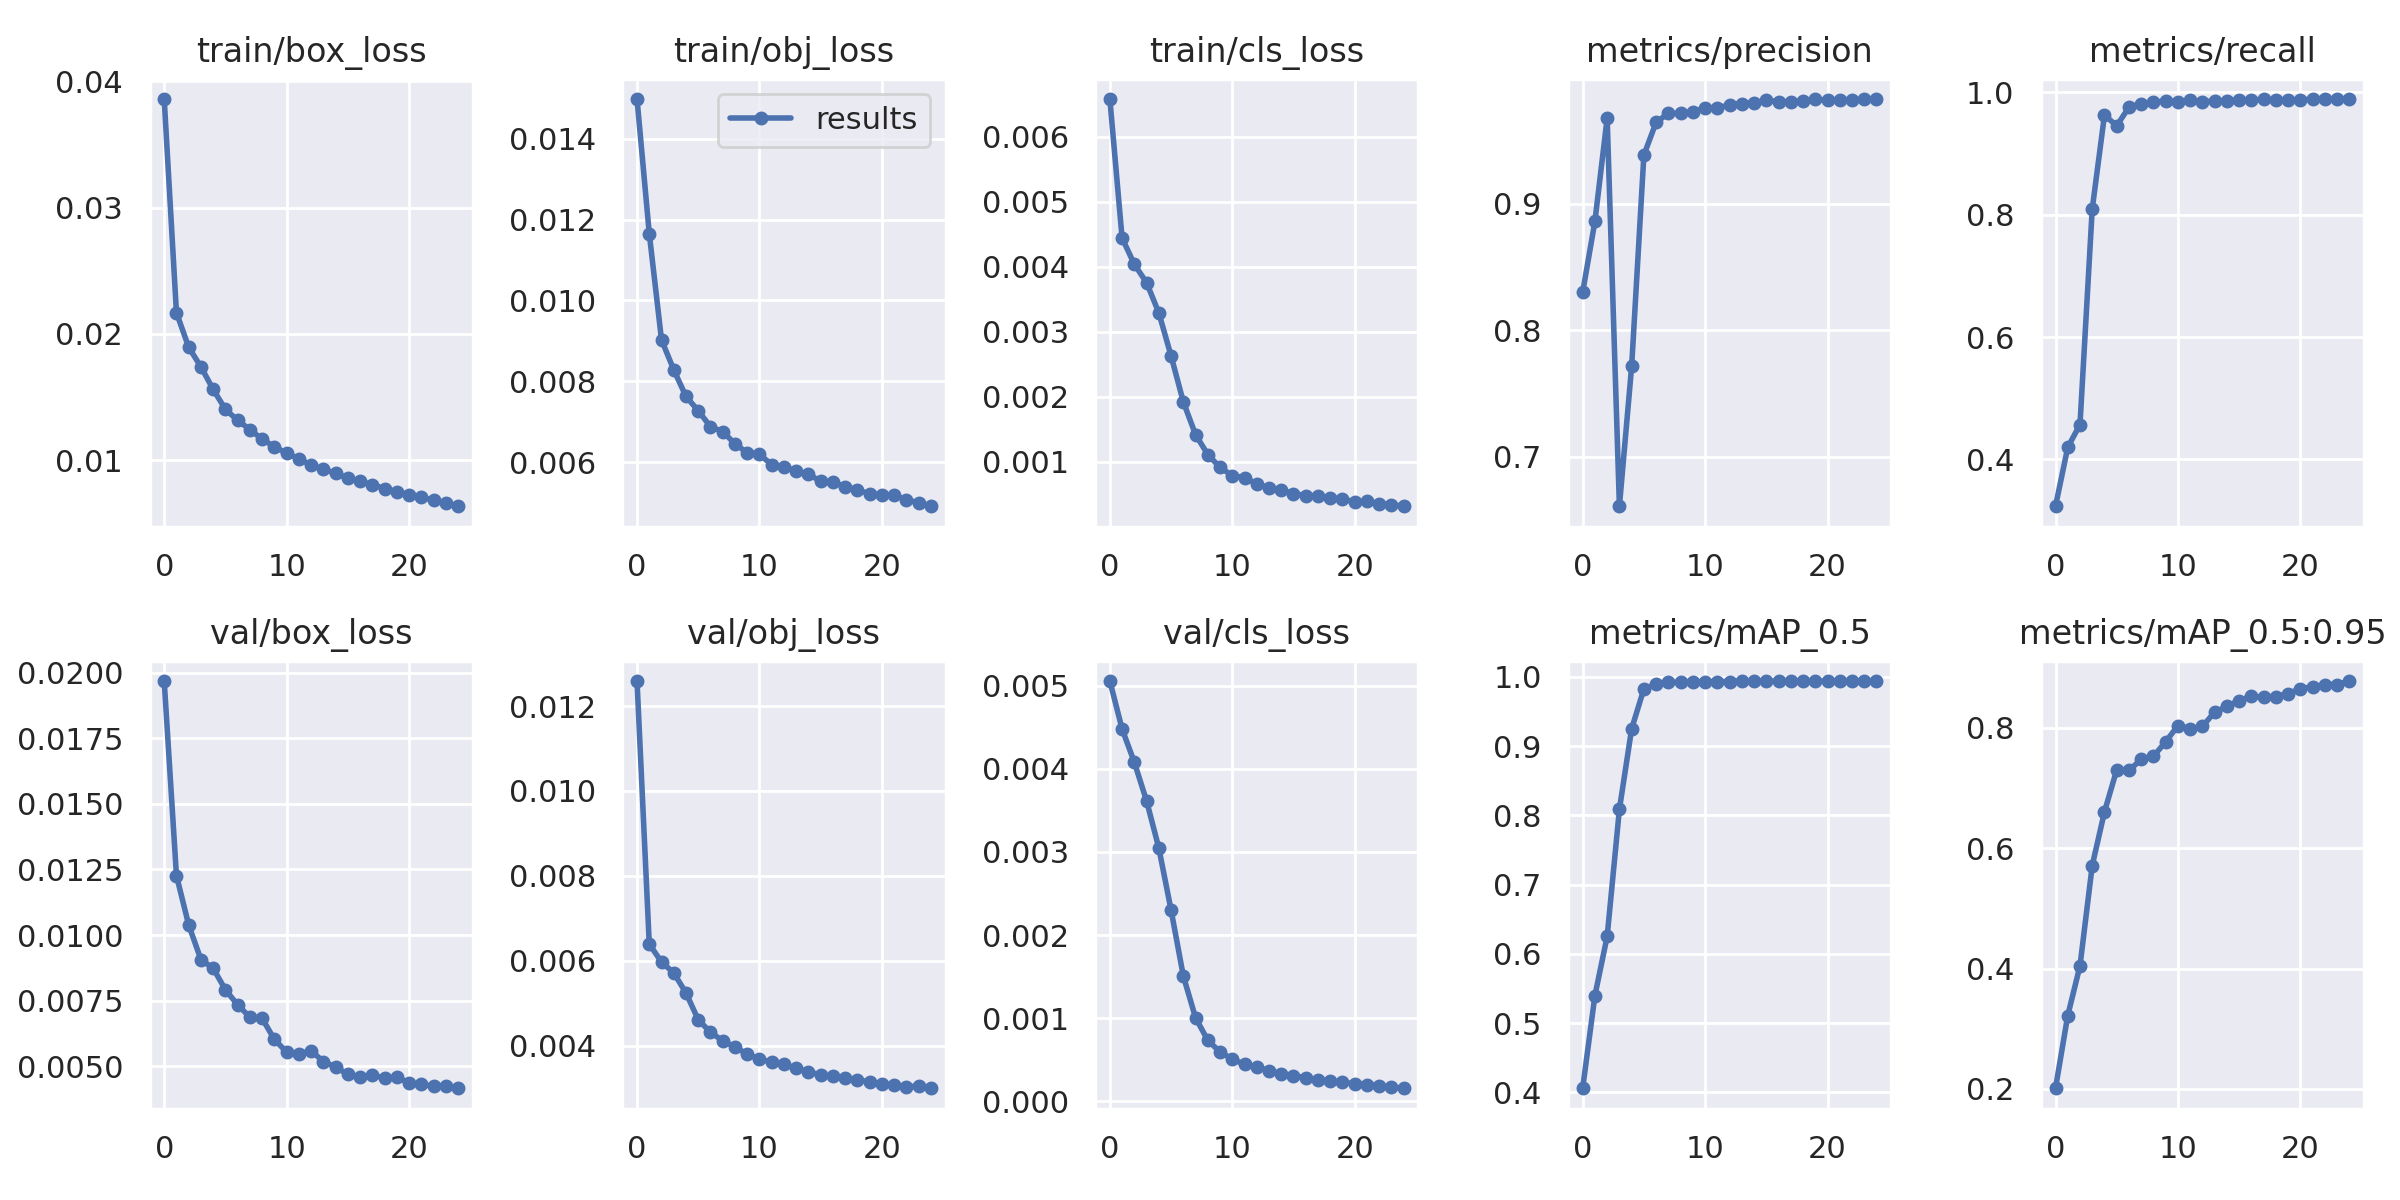 train/box_loss
0.04
0.03
0.02
0.01
0 10 20
train/obj_loss
results
0.014
0.012
0.010
0.008
0.006
0 10 20
train/cls_loss
0.006
0.005
0.004
0.003
0.002
0.001
0 10 20
metrics/precision
0.9
0.8
0.7
0 10 20
metrics/recall
1.0
0.8
0.6
0.4
0 10 20
val/box_loss
0.0200
0.0175
0.0150
0.0125
0.0100
0.0075
0.0050
0 10 20
val/obj_loss
0.012
0.010
0.008
0.006
0.004
0 10 20
val/cls_loss
0.005
0.004
0.003
0.002
0.001
0.000
0 10 20
metrics/mAP_0.5
1.0
0.9
0.8
0.7
0.6
0.5
0.4
0 10 20
metrics/mAP_0.5:0.95
0.8
0.6
0.4
0.2
0 10 20